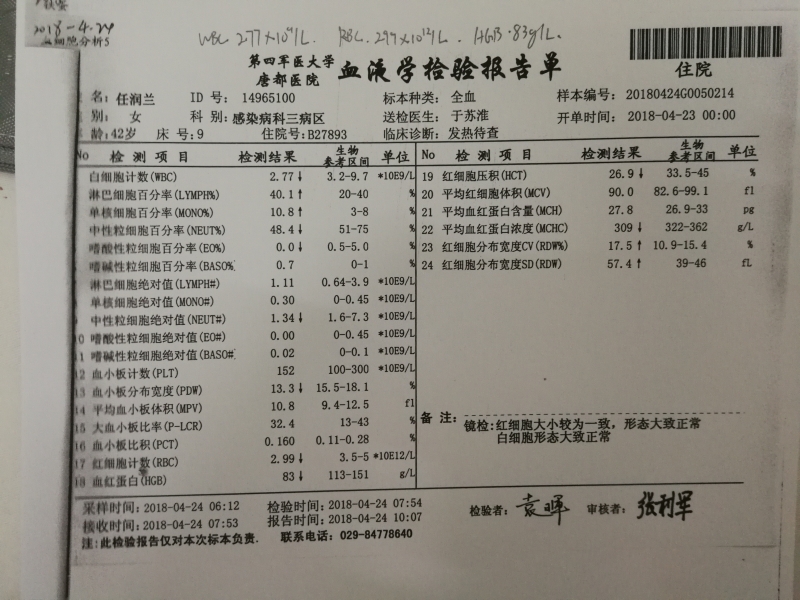 2018-4.24
WBC 2.77×10^9/L. RBC. 2.99×10^12/L. HGB. 83g/L.
细胞分析5
第四军医大学
唐都医院
血液学检验报告单
住院
名: 任润兰 ID 号: 14965100 标本种类: 全血 样本编号: 20180424G0050214
别: 女 科 别: 感染病科三病区 送检医生: 于苏淮 开单时间: 2018-04-23 00:00
龄: 42岁 床 号: 9 住院号: B27893 临床诊断: 发热待查
No 检 测 项 目 检测结果 生物参考区间 单位
白细胞计数(WBC) 2.77↓ 3.2-9.7 *10E9/L
淋巴细胞百分率(LYMPH%) 40.1↑ 20-40 %
单核细胞百分率(MONO%) 10.8↑ 3-8 %
中性粒细胞百分率(NEUT%) 48.4↓ 51-75 %
嗜酸性粒细胞百分率(EO%) 0.0↓ 0.5-5.0 %
嗜碱性粒细胞百分率(BASO% 0.7 0-1 %
淋巴细胞绝对值(LYMPH#) 1.11 0.64-3.9 *10E9/L
单核细胞绝对值(MONO#) 0.30 0-0.45 *10E9/L
中性粒细胞绝对值(NEUT#) 1.34↓ 1.6-7.3 *10E9/L
嗜酸性粒细胞绝对值(EO#) 0.00 0-0.45 *10E9/L
嗜碱性粒细胞绝对值(BASO# 0.02 0-0.1 *10E9/L
12 血小板计数(PLT) 152 100-300 *10E9/L
13 血小板分布宽度(PDW) 13.3↓ 15.5-18.1 %
14 平均血小板体积(MPV) 10.8 9.4-12.5 fl
15 大血小板比率(P-LCR) 32.4 13-43 %
16 血小板比积(PCT) 0.160 0.11-0.28 %
17 红细胞计数(RBC) 2.99↓ 3.5-5 *10E12/L
18 血红蛋白(HGB) 83↓ 113-151 g/L
No 检 测 项 目 检测结果 生物参考区间 单位
19 红细胞压积(HCT) 26.9↓ 33.5-45 %
20 平均红细胞体积(MCV) 90.0 82.6-99.1 fl
21 平均血红蛋白含量(MCH) 27.8 26.9-33 pg
22 平均血红蛋白浓度(MCHC) 309↓ 322-362 g/L
23 红细胞分布宽度CV(RDW%) 17.5↑ 10.9-15.4 %
24 红细胞分布宽度SD(RDW) 57.4↑ 39-46 fL
备 注:
镜检:红细胞大小较为一致，形态大致正常
白细胞形态大致正常
采样时间: 2018-04-24 06:12 检验时间: 2018-04-24 07:54
接收时间: 2018-04-24 07:53 报告时间: 2018-04-24 10:07
检验者: 袁晖 审核者: 张利军
注:此检验报告仅对本次标本负责. 联系电话: 029-84778640